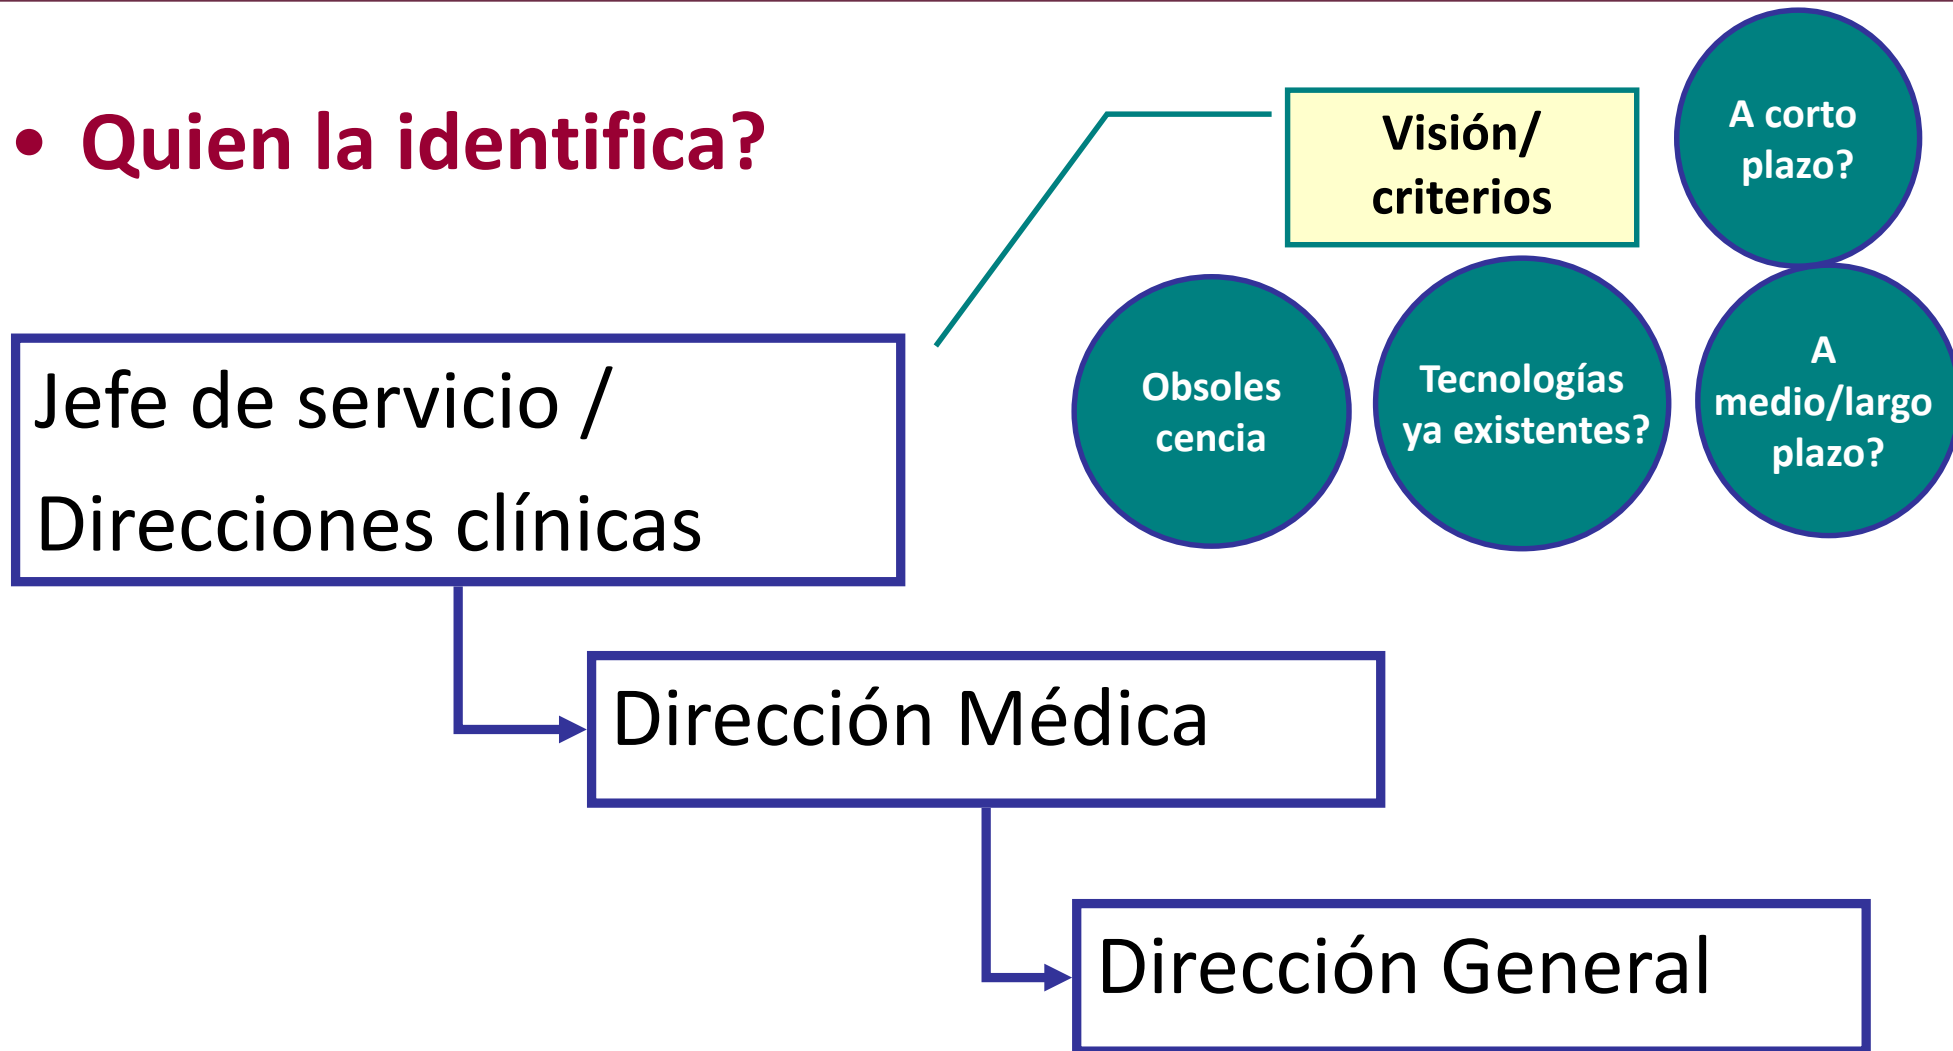 • Quien la identifica?
Visión/
criterios
A corto
plazo?
Obsoles
cencia
Tecnologías
ya existentes?
A
medio/largo
plazo?
Jefe de servicio /
Direcciones clínicas
Dirección Médica
Dirección General